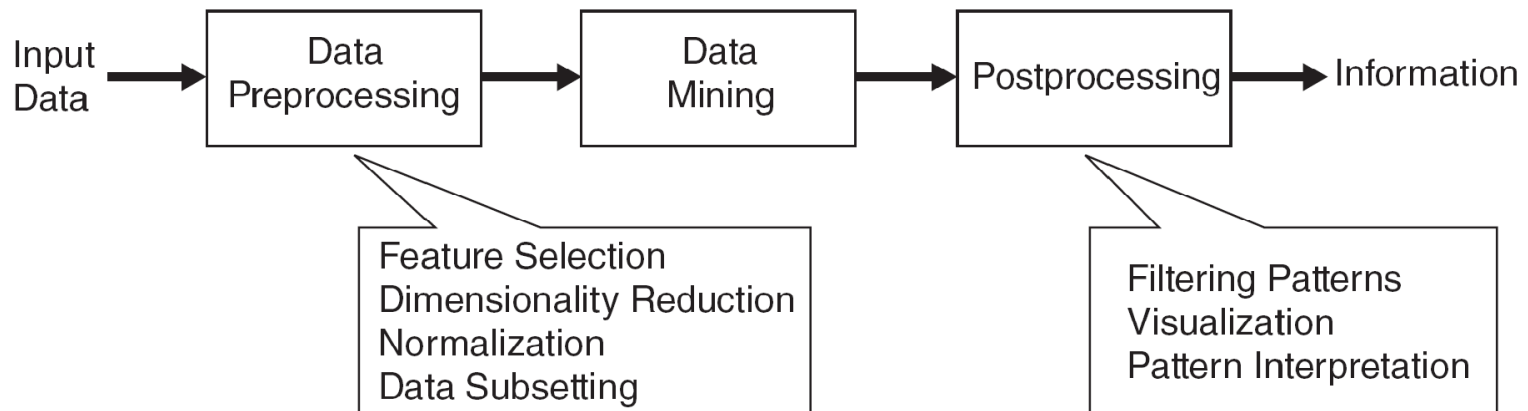 Input
Data
Data
Preprocessing
Data
Mining
Postprocessing
Information
Feature Selection
Dimensionality Reduction
Normalization
Data Subsetting
Filtering Patterns
Visualization
Pattern Interpretation